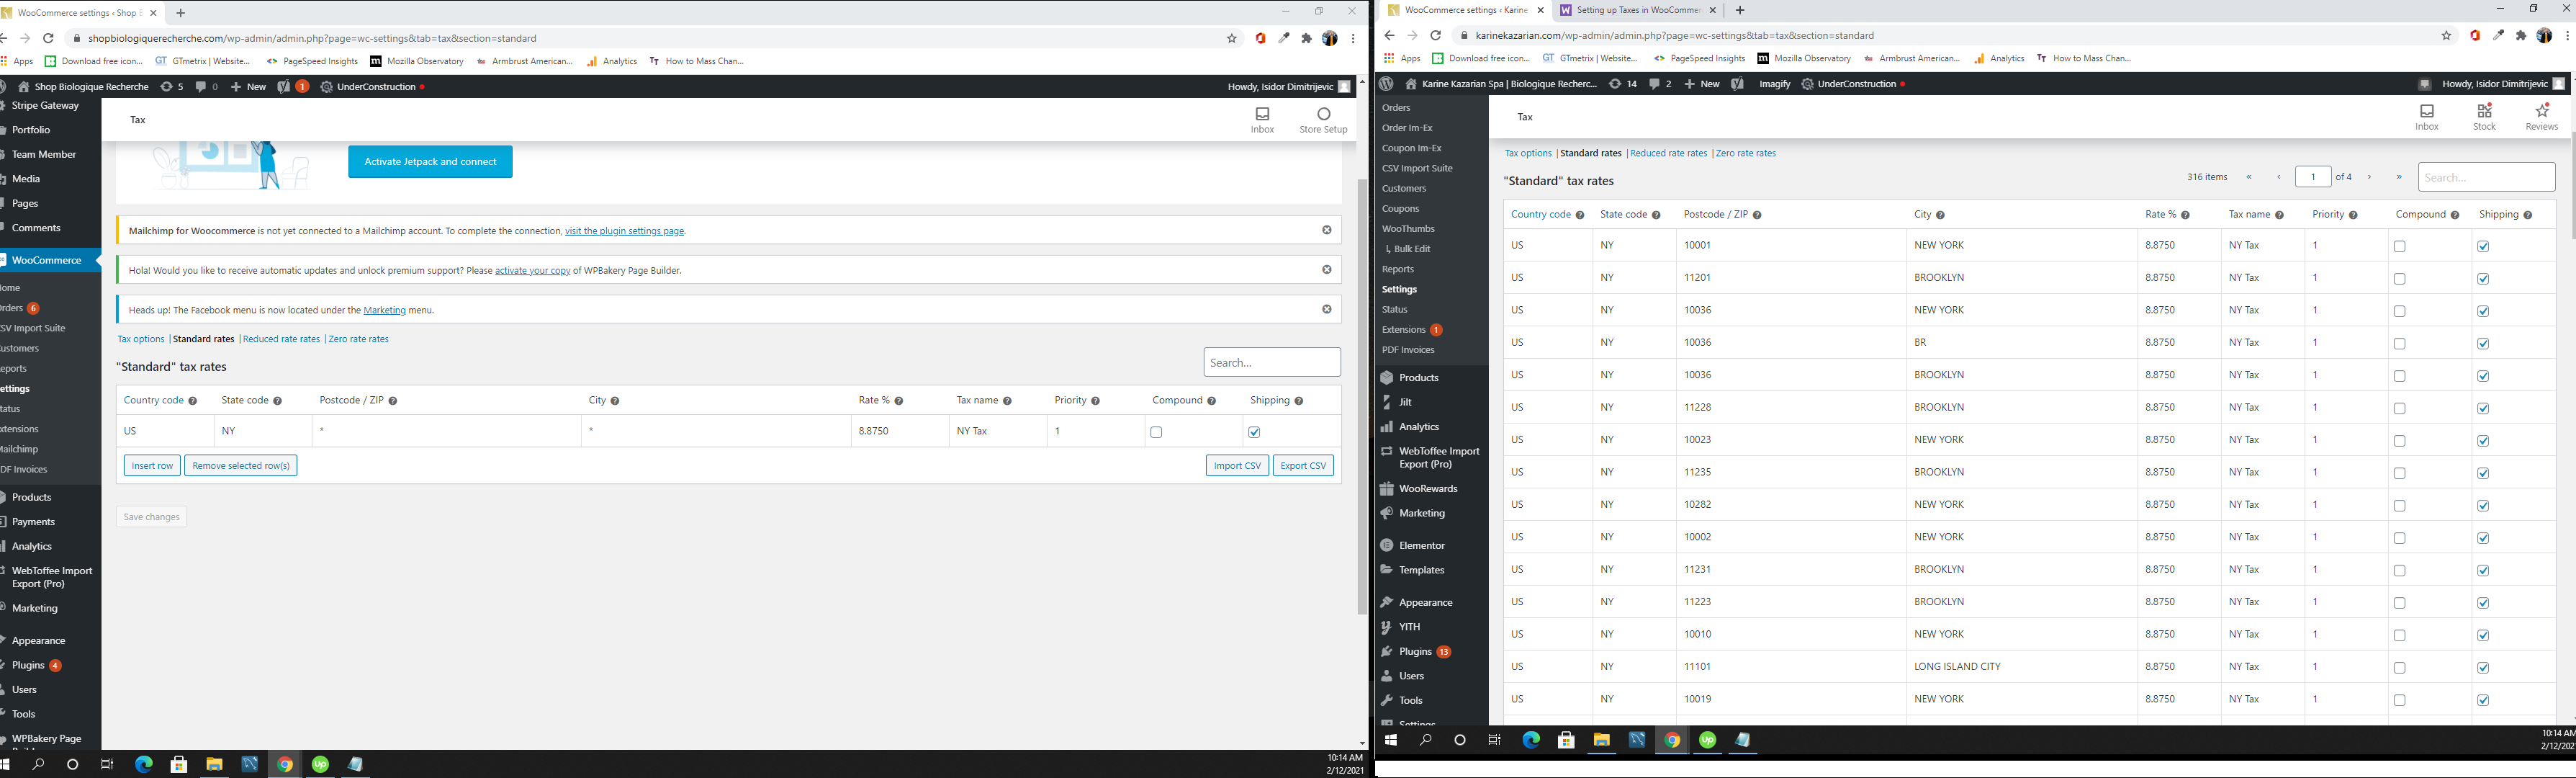 WooCommerce settings ‹ Shop B
shopbiologiquerecherche.com/wp-admin/admin.php?page=wc-settings&tab=tax&section=standard
Apps Download free icon... GTmetrix | Website... PageSpeed Insights Mozilla Observatory Armbrust American... Analytics How to Mass Chan...
Shop Biologique Recherche 5 0 New 1 UnderConstruction Howdy, Isidor Dimitrijevic
Stripe Gateway
Portfolio
Team Member
Media
Pages
Comments
WooCommerce
ome
rders 6
SV Import Suite
ustomers
eports
ettings
tatus
xtensions
ailchimp
DF Invoices
Products
Payments
Analytics
WebToffee Import
Export (Pro)
Marketing
Appearance
Plugins 4
Users
Tools
WPBakery Page
Tax
Inbox Store Setup
Activate Jetpack and connect
Mailchimp for Woocommerce is not yet connected to a Mailchimp account. To complete the connection, visit the plugin settings page.
Hola! Would you like to receive automatic updates and unlock premium support? Please activate your copy of WPBakery Page Builder.
Heads up! The Facebook menu is now located under the Marketing menu.
Tax options | Standard rates | Reduced rate rates | Zero rate rates
"Standard" tax rates
Search...
Country code State code Postcode / ZIP City Rate % Tax name Priority Compound Shipping
US NY * * 8.8750 NY Tax 1
Insert row Remove selected row(s) Import CSV Export CSV
Save changes
10:14 AM
2/12/2021
WooCommerce settings ‹ Karine Setting up Taxes in WooCommer
karinekazarian.com/wp-admin/admin.php?page=wc-settings&tab=tax&section=standard
Apps Download free icon... GTmetrix | Website... PageSpeed Insights Mozilla Observatory Armbrust American... Analytics How to Mass Chan...
Karine Kazarian Spa | Biologique Recherc... 14 2 New Imagify UnderConstruction Howdy, Isidor Dimitrijevic
Orders
Order Im-Ex
Coupon Im-Ex
CSV Import Suite
Customers
Coupons
WooThumbs
↳ Bulk Edit
Reports
Settings
Status
Extensions 1
PDF Invoices
Products
Jilt
Analytics
WebToffee Import
Export (Pro)
WooRewards
Marketing
Elementor
Templates
Appearance
YITH
Plugins 13
Users
Tools
Settings
Tax
Inbox Stock Reviews
Tax options | Standard rates | Reduced rate rates | Zero rate rates
"Standard" tax rates
316 items « ‹ 1 of 4 › » Search...
Country code State code Postcode / ZIP City Rate % Tax name Priority Compound Shipping
US NY 10001 NEW YORK 8.8750 NY Tax 1
US NY 11201 BROOKLYN 8.8750 NY Tax 1
US NY 10036 NEW YORK 8.8750 NY Tax 1
US NY 10036 BR 8.8750 NY Tax 1
US NY 10036 BROOKLYN 8.8750 NY Tax 1
US NY 11228 BROOKLYN 8.8750 NY Tax 1
US NY 10023 NEW YORK 8.8750 NY Tax 1
US NY 11235 BROOKLYN 8.8750 NY Tax 1
US NY 10282 NEW YORK 8.8750 NY Tax 1
US NY 10002 NEW YORK 8.8750 NY Tax 1
US NY 11231 BROOKLYN 8.8750 NY Tax 1
US NY 11223 BROOKLYN 8.8750 NY Tax 1
US NY 10010 NEW YORK 8.8750 NY Tax 1
US NY 11101 LONG ISLAND CITY 8.8750 NY Tax 1
US NY 10019 NEW YORK 8.8750 NY Tax 1
10:14 AM
2/12/202